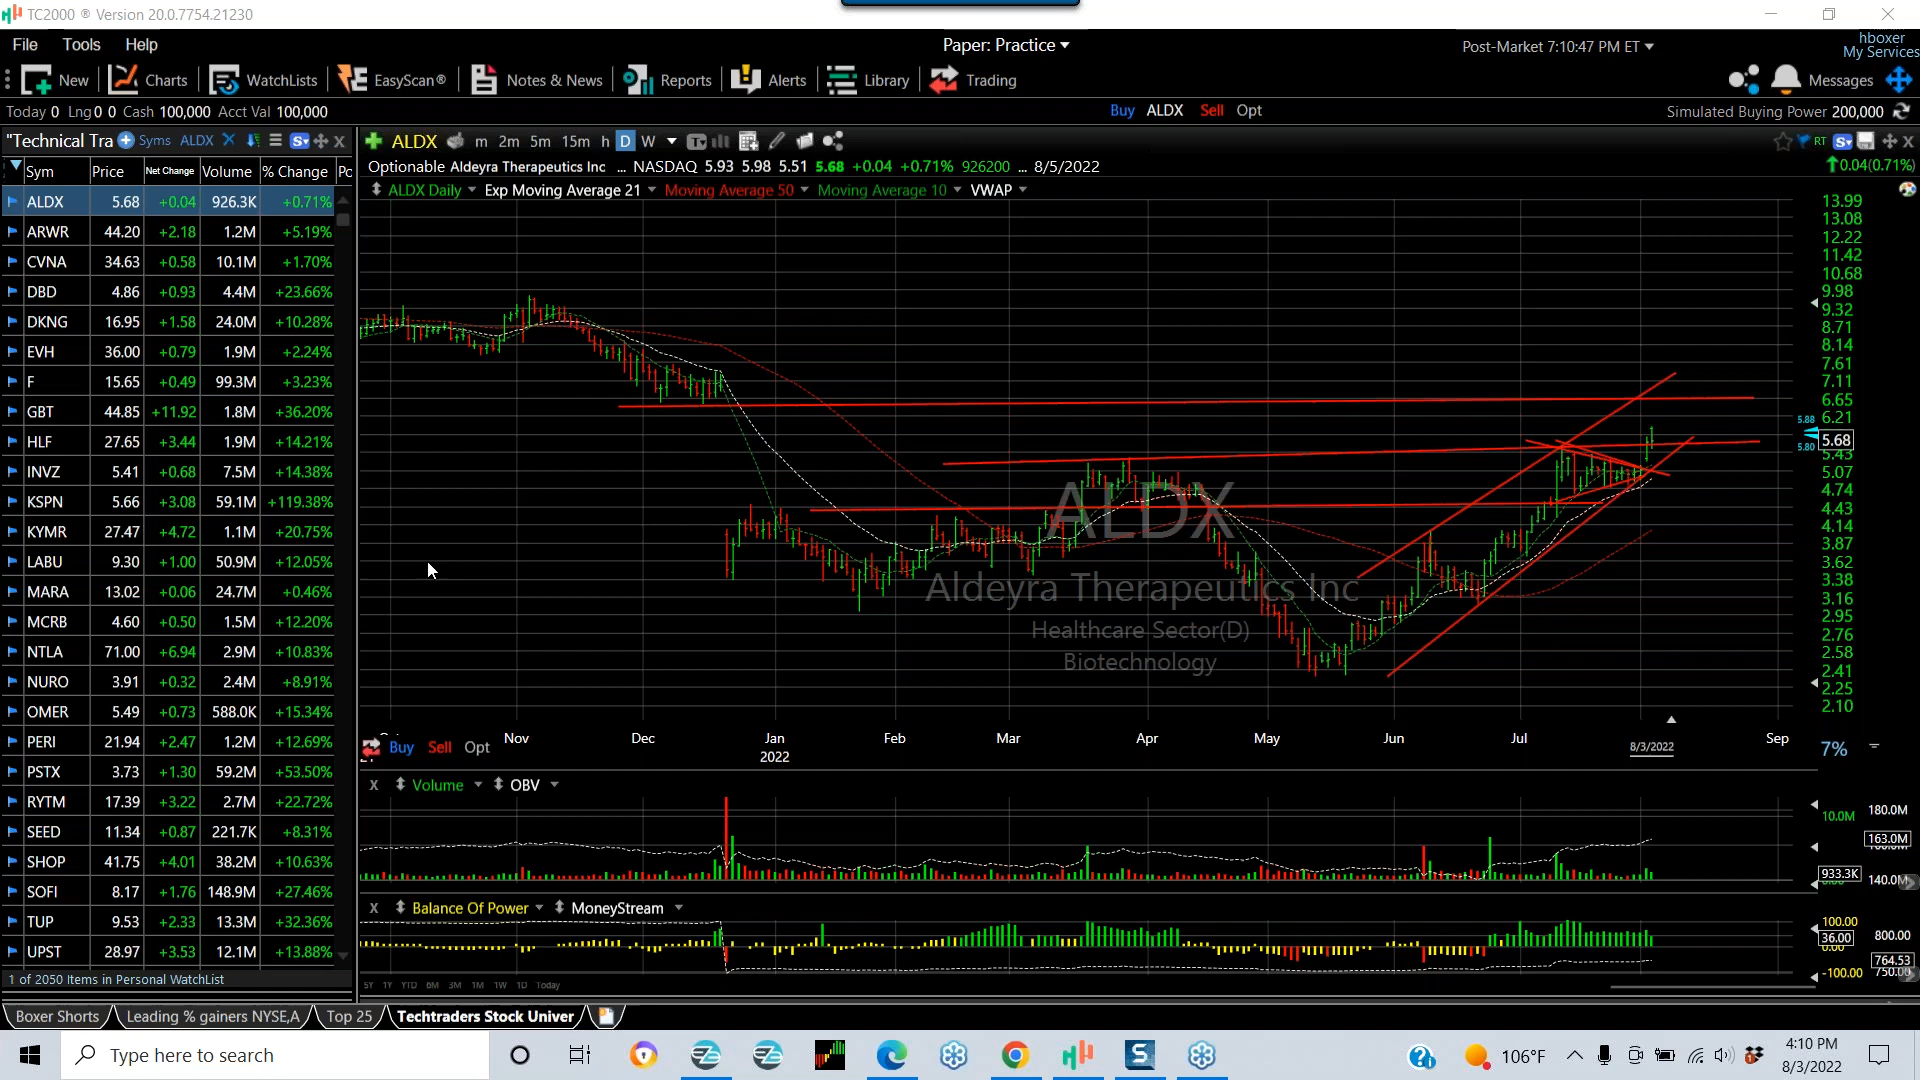 TC2000 ® Version 20.0.7754.21230
File Tools Help
Paper: Practice
Post-Market 7:10:47 PM ET
hboxer
My Services
New Charts WatchLists EasyScan® Notes & News Reports Alerts Library Trading
Messages
Today 0 Lng 0 0 Cash 100,000 Acct Val 100,000
Buy ALDX Sell Opt
Simulated Buying Power 200,000
"Technical Tra Syms ALDX
ALDX m 2m 5m 15m h D W
RT
Optionable Aldeyra Therapeutics Inc ... NASDAQ 5.93 5.98 5.51 5.68 +0.04 +0.71% 926200 ... 8/5/2022
0.04(0.71%)
ALDX Daily Exp Moving Average 21 Moving Average 50 Moving Average 10 VWAP
Sym Price Net Change Volume % Change Pc
ALDX 5.68 +0.04 926.3K +0.71%
ARWR 44.20 +2.18 1.2M +5.19%
CVNA 34.63 +0.58 10.1M +1.70%
DBD 4.86 +0.93 4.4M +23.66%
DKNG 16.95 +1.58 24.0M +10.28%
EVH 36.00 +0.79 1.9M +2.24%
F 15.65 +0.49 99.3M +3.23%
GBT 44.85 +11.92 1.8M +36.20%
HLF 27.65 +3.44 1.9M +14.21%
INVZ 5.41 +0.68 7.5M +14.38%
KSPN 5.66 +3.08 59.1M +119.38%
KYMR 27.47 +4.72 1.1M +20.75%
LABU 9.30 +1.00 50.9M +12.05%
MARA 13.02 +0.06 24.7M +0.46%
MCRB 4.60 +0.50 1.5M +12.20%
NTLA 71.00 +6.94 2.9M +10.83%
NURO 3.91 +0.32 2.4M +8.91%
OMER 5.49 +0.73 588.0K +15.34%
PERI 21.94 +2.47 1.2M +12.69%
PSTX 3.73 +1.30 59.2M +53.50%
RYTM 17.39 +3.22 2.7M +22.72%
SEED 11.34 +0.87 221.7K +8.31%
SHOP 41.75 +4.01 38.2M +10.63%
SOFI 8.17 +1.76 148.9M +27.46%
TUP 9.53 +2.33 13.3M +32.36%
UPST 28.97 +3.53 12.1M +13.88%
1 of 2050 Items in Personal WatchList
ALDX
Aldeyra Therapeutics Inc
Healthcare Sector(D)
Biotechnology
13.99
13.08
12.22
11.42
10.68
9.98
9.32
8.71
8.14
7.61
7.11
6.65
6.21
5.88
5.68
5.80
5.43
5.07
4.74
4.43
4.14
3.87
3.62
3.38
3.16
2.95
2.76
2.58
2.41
2.25
2.10
Nov Dec Jan Feb Mar Apr May Jun Jul 8/3/2022 Sep
2022
7%
Buy Sell Opt
X Volume OBV
10.0M 180.0M
163.0M
933.3K 140.0M
X Balance Of Power MoneyStream
100.00
36.00 800.00
764.53
-100.00 750.00
5Y 1Y YTD 6M 3M 1M 1W 1D Today
Boxer Shorts Leading % gainers NYSE,A Top 25 Techtraders Stock Univer
Type here to search
106°F
4:10 PM
8/3/2022